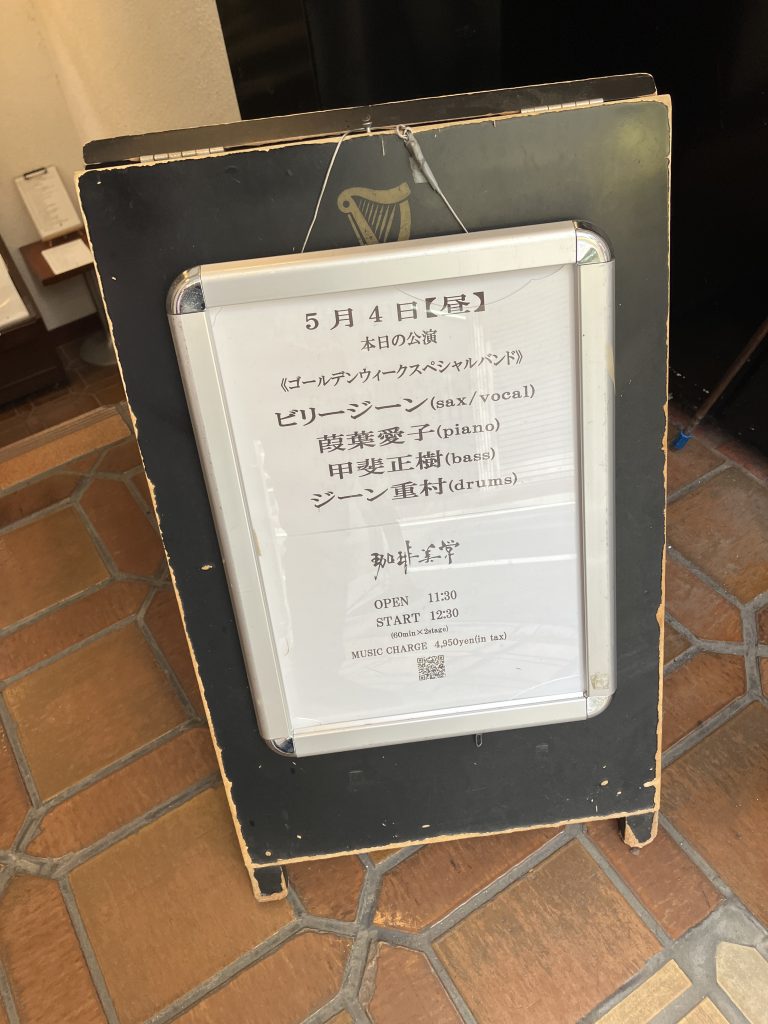 5月4日【昼】
本日の公演
《ゴールデンウィークスペシャルバンド》
ビリージーン(sax/vocal)
葭葉愛子(piano)
甲斐正樹(bass)
ジーン重村(drums)
珈琲美学
OPEN 11:30
START 12:30
(60min×2stage)
MUSIC CHARGE 4,950yen(in tax)